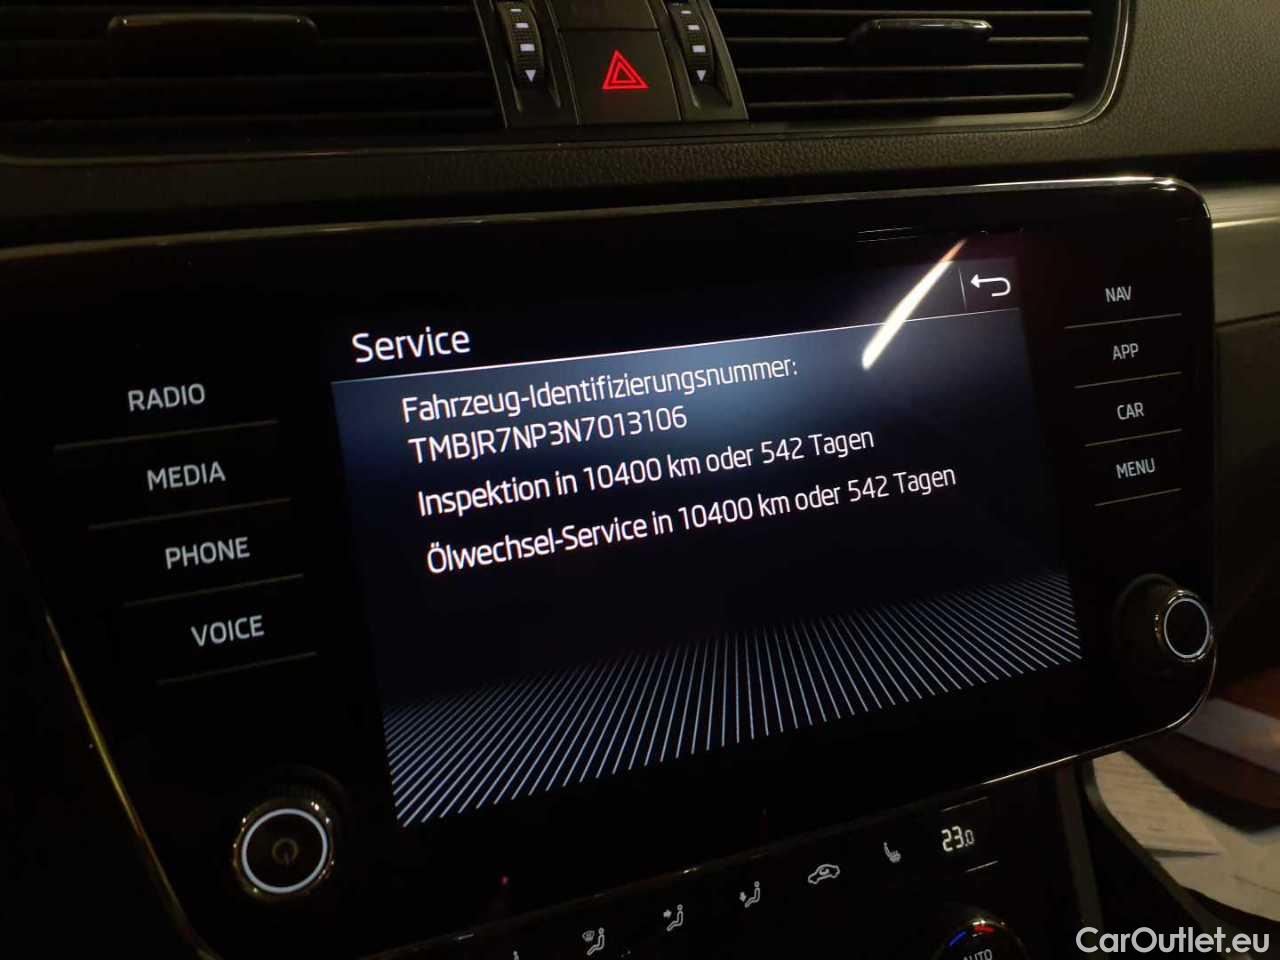 Service
Fahrzeug-Identifizierungsnummer:
TMBJR7NP3N7013106
Inspektion in 10400 km oder 542 Tagen
Ölwechsel-Service in 10400 km oder 542 Tagen
RADIO
MEDIA
PHONE
VOICE
NAV
APP
CAR
MENU
23.0
AUTO
CarOutlet.eu